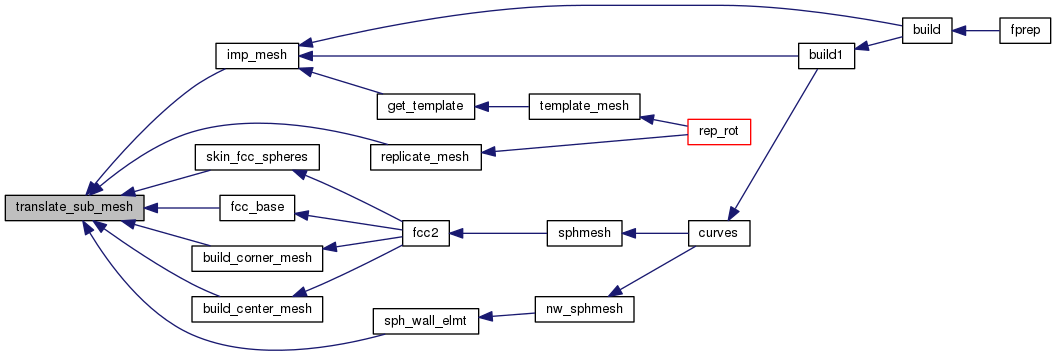 build
fprep
imp_mesh
build1
get_template
template_mesh
rep_rot
replicate_mesh
skin_fcc_spheres
translate_sub_mesh
fcc_base
fcc2
sphmesh
curves
build_corner_mesh
build_center_mesh
nw_sphmesh
sph_wall_elmt